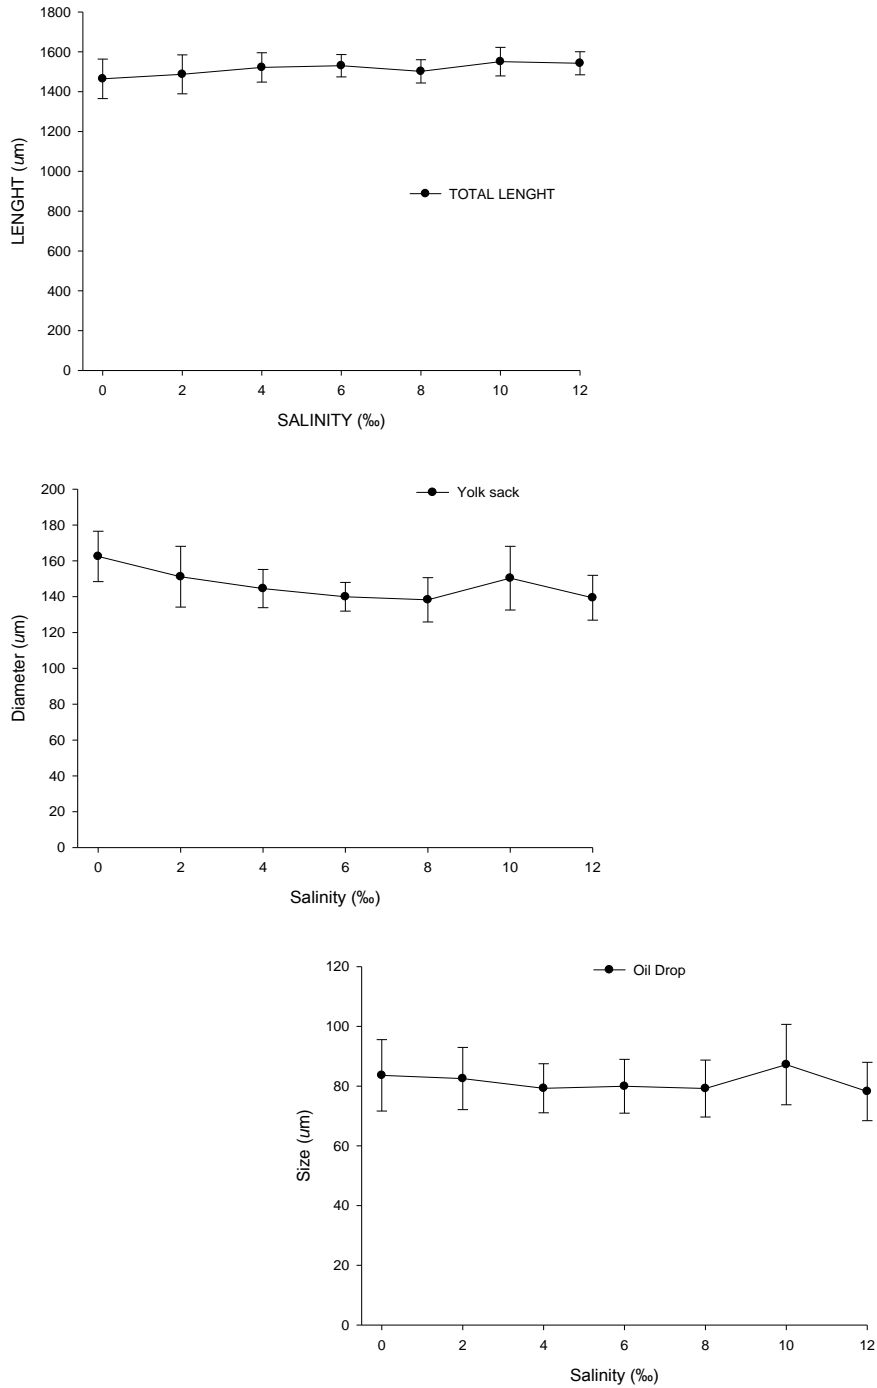 1800
1600
1400
1200
1000
800
600
400
200
0
LENGHT (um)
TOTAL LENGHT
0 2 4 6 8 10 12
SALINITY (‰)
200
180
160
140
120
100
80
60
40
20
0
Diameter (um)
Yolk sack
0 2 4 6 8 10 12
Salinity (‰)
120
100
80
60
40
20
0
Size (um)
Oil Drop
0 2 4 6 8 10 12
Salinity (‰)